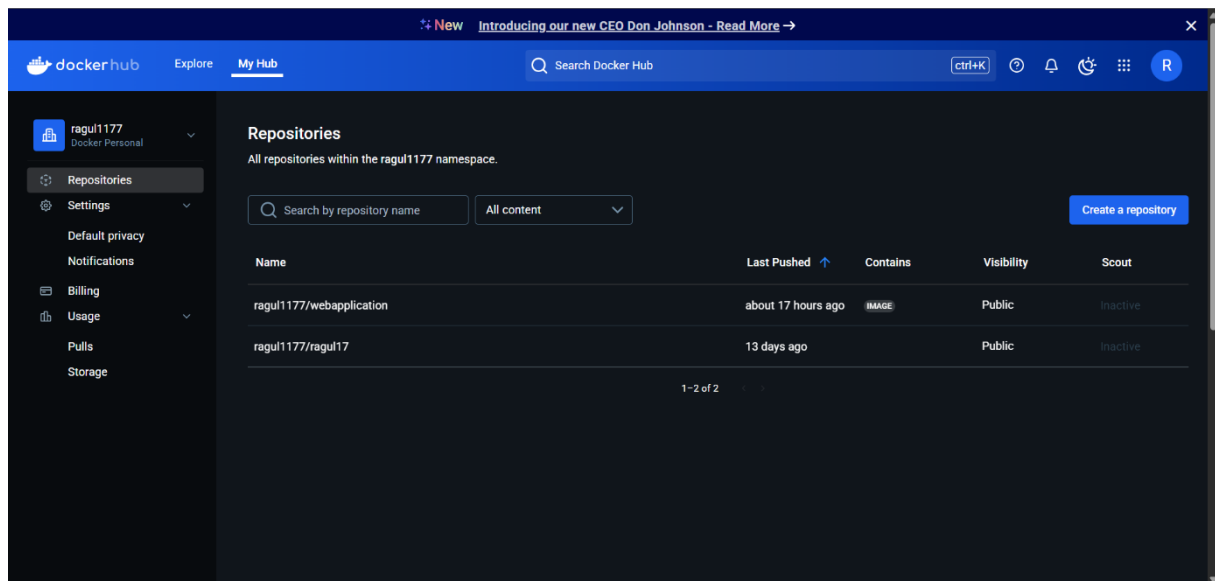 New Introducing our new CEO Don Johnson - Read More →
dockerhub Explore My Hub Search Docker Hub ctrl+K R
ragul1177
Docker Personal
Repositories
Settings
Default privacy
Notifications
Billing
Usage
Pulls
Storage
Repositories
All repositories within the ragul1177 namespace.
Search by repository name All content Create a repository
Name Last Pushed Contains Visibility Scout
ragul1177/webapplication about 17 hours ago IMAGE Public Inactive
ragul1177/ragul17 13 days ago Public Inactive
1–2 of 2